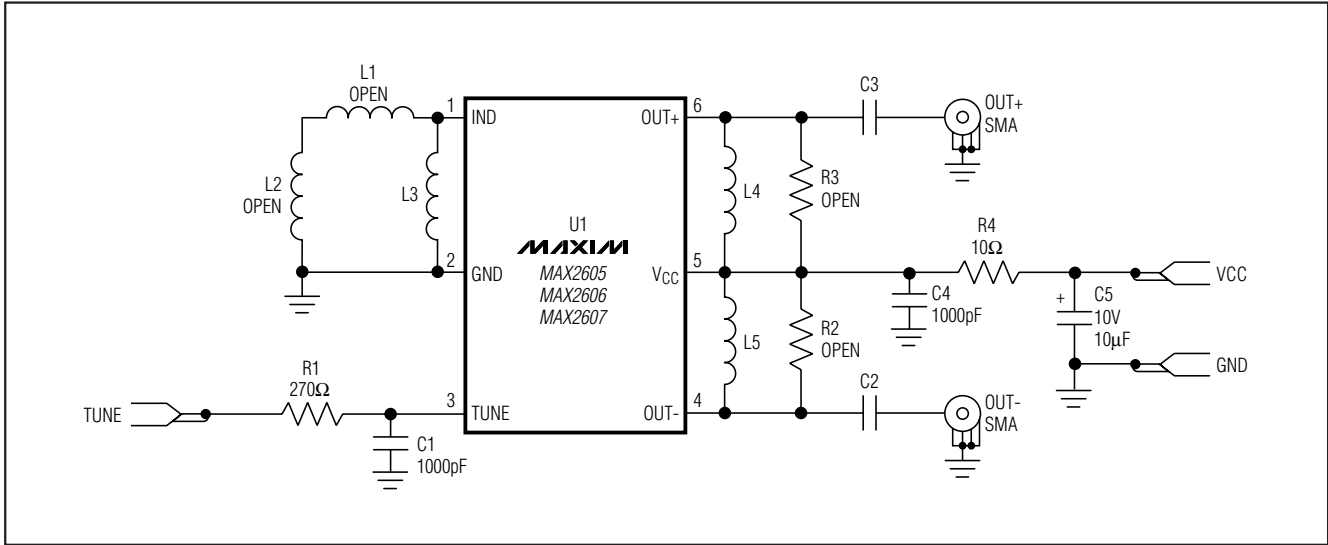 L1
OPEN
L2
OPEN
L3
1
IND
2
GND
3
TUNE
U1
MAXIM
MAX2605
MAX2606
MAX2607
OUT+
6
VCC
5
OUT-
4
TUNE
R1
270Ω
C1
1000pF
L4
R3
OPEN
L5
R2
OPEN
C3
OUT+
SMA
C2
OUT-
SMA
C4
1000pF
R4
10Ω
+
C5
10V
10μF
VCC
GND